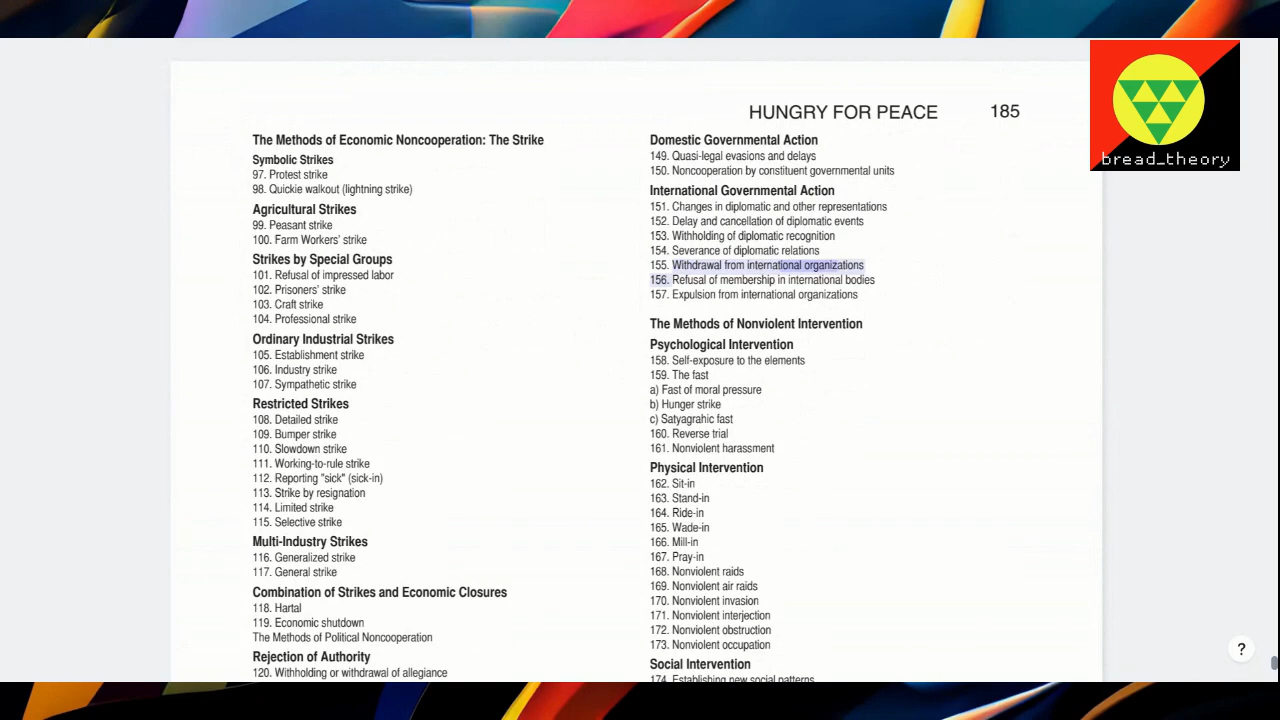 HUNGRY FOR PEACE 185
The Methods of Economic Noncooperation: The Strike
Symbolic Strikes
97. Protest strike
98. Quickie walkout (lightning strike)
Agricultural Strikes
99. Peasant strike
100. Farm Workers' strike
Strikes by Special Groups
101. Refusal of impressed labor
102. Prisoners' strike
103. Craft strike
104. Professional strike
Ordinary Industrial Strikes
105. Establishment strike
106. Industry strike
107. Sympathetic strike
Restricted Strikes
108. Detailed strike
109. Bumper strike
110. Slowdown strike
111. Working-to-rule strike
112. Reporting "sick" (sick-in)
113. Strike by resignation
114. Limited strike
115. Selective strike
Multi-Industry Strikes
116. Generalized strike
117. General strike
Combination of Strikes and Economic Closures
118. Hartal
119. Economic shutdown
The Methods of Political Noncooperation
Rejection of Authority
120. Withholding or withdrawal of allegiance
Domestic Governmental Action
149. Quasi-legal evasions and delays
150. Noncooperation by constituent governmental units
International Governmental Action
151. Changes in diplomatic and other representations
152. Delay and cancellation of diplomatic events
153. Withholding of diplomatic recognition
154. Severance of diplomatic relations
155. Withdrawal from international organizations
156. Refusal of membership in international bodies
157. Expulsion from international organizations
The Methods of Nonviolent Intervention
Psychological Intervention
158. Self-exposure to the elements
159. The fast
a) Fast of moral pressure
b) Hunger strike
c) Satyagrahic fast
160. Reverse trial
161. Nonviolent harassment
Physical Intervention
162. Sit-in
163. Stand-in
164. Ride-in
165. Wade-in
166. Mill-in
167. Pray-in
168. Nonviolent raids
169. Nonviolent air raids
170. Nonviolent invasion
171. Nonviolent interjection
172. Nonviolent obstruction
173. Nonviolent occupation
Social Intervention
174. Establishing new social patterns
bread_theory
?